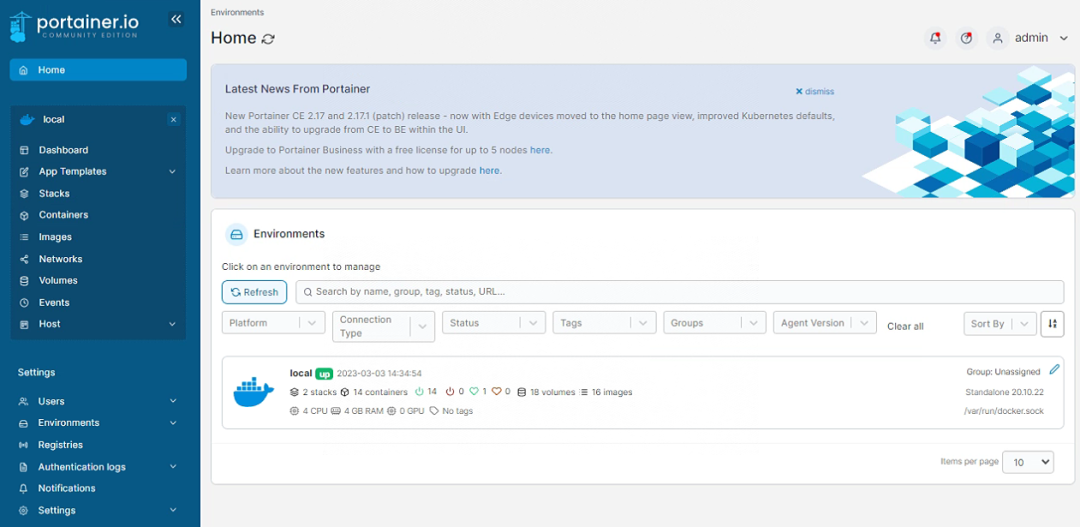 portainer.io
COMMUNITY EDITION
Home
local
Dashboard
App Templates
Stacks
Containers
Images
Networks
Volumes
Events
Host
Settings
Users
Environments
Registries
Authentication logs
Notifications
Settings
Environments
Home
admin
Latest News From Portainer
dismiss
New Portainer CE 2.17 and 2.17.1 (patch) release - now with Edge devices moved to the home page view, improved Kubernetes defaults,
and the ability to upgrade from CE to BE within the UI.
Upgrade to Portainer Business with a free license for up to 5 nodes here.
Learn more about the new features and how to upgrade here.
Environments
Click on an environment to manage
Refresh
Search by name, group, tag, status, URL...
Platform
Connection
Type
Status
Tags
Groups
Agent Version
Clear all
Sort By
local up 2023-03-03 14:34:54
Group: Unassigned
2 stacks 14 containers 14 0 1 0 18 volumes 16 images
Standalone 20.10.22
4 CPU 4 GB RAM 0 GPU No tags
/var/run/docker.sock
Items per page 10